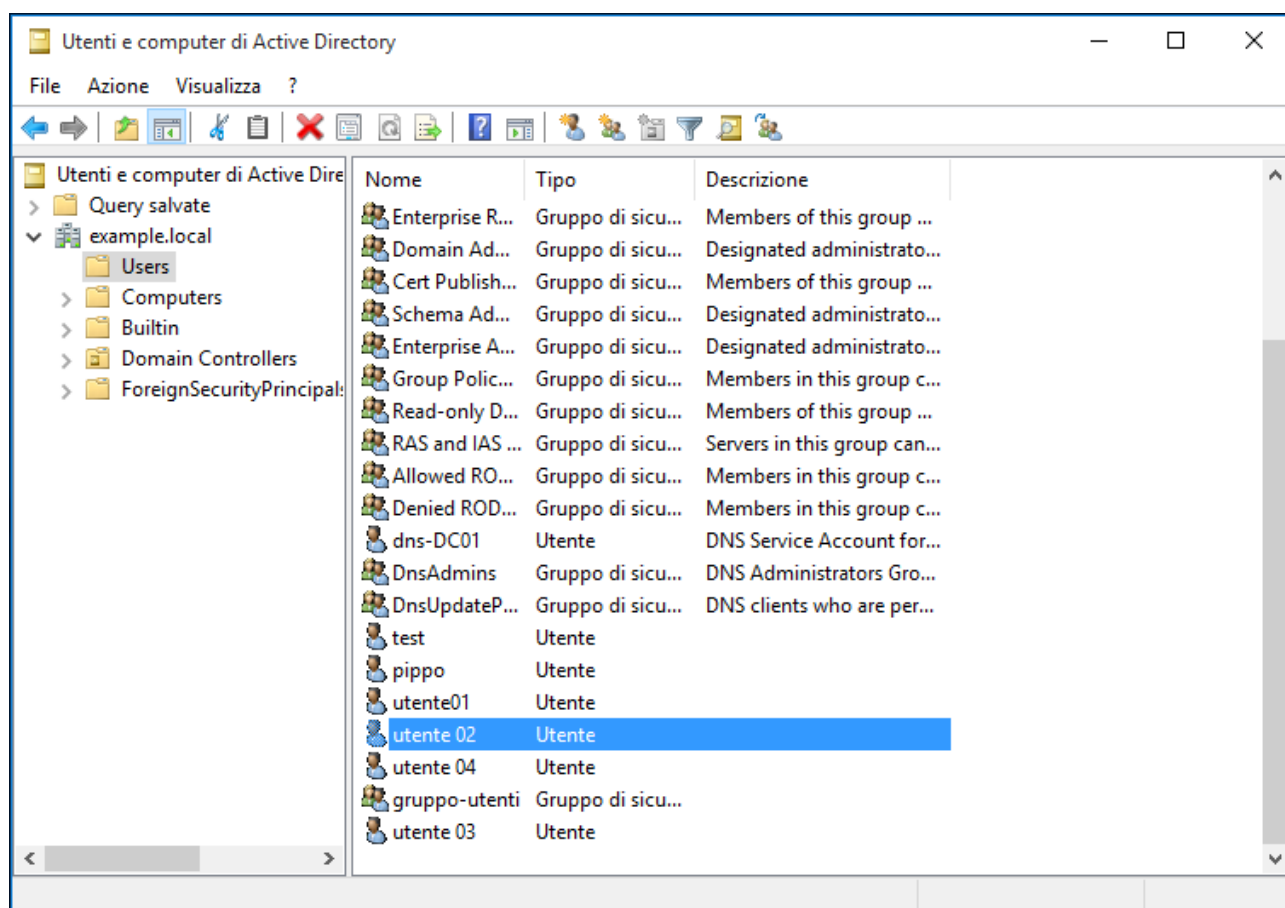 Utenti e computer di Active Directory
File Azione Visualizza ?
Utenti e computer di Active Dire
Query salvate
example.local
Users
Computers
Builtin
Domain Controllers
ForeignSecurityPrincipals
Nome Tipo Descrizione
Enterprise R... Gruppo di sicu... Members of this group ...
Domain Ad... Gruppo di sicu... Designated administrato...
Cert Publish... Gruppo di sicu... Members of this group ...
Schema Ad... Gruppo di sicu... Designated administrato...
Enterprise A... Gruppo di sicu... Designated administrato...
Group Polic... Gruppo di sicu... Members in this group c...
Read-only D... Gruppo di sicu... Members of this group ...
RAS and IAS ... Gruppo di sicu... Servers in this group can...
Allowed RO... Gruppo di sicu... Members in this group c...
Denied ROD... Gruppo di sicu... Members in this group c...
dns-DC01 Utente DNS Service Account for...
DnsAdmins Gruppo di sicu... DNS Administrators Gro...
DnsUpdateP... Gruppo di sicu... DNS clients who are per...
test Utente
pippo Utente
utente01 Utente
utente 02 Utente
utente 04 Utente
gruppo-utenti Gruppo di sicu...
utente 03 Utente